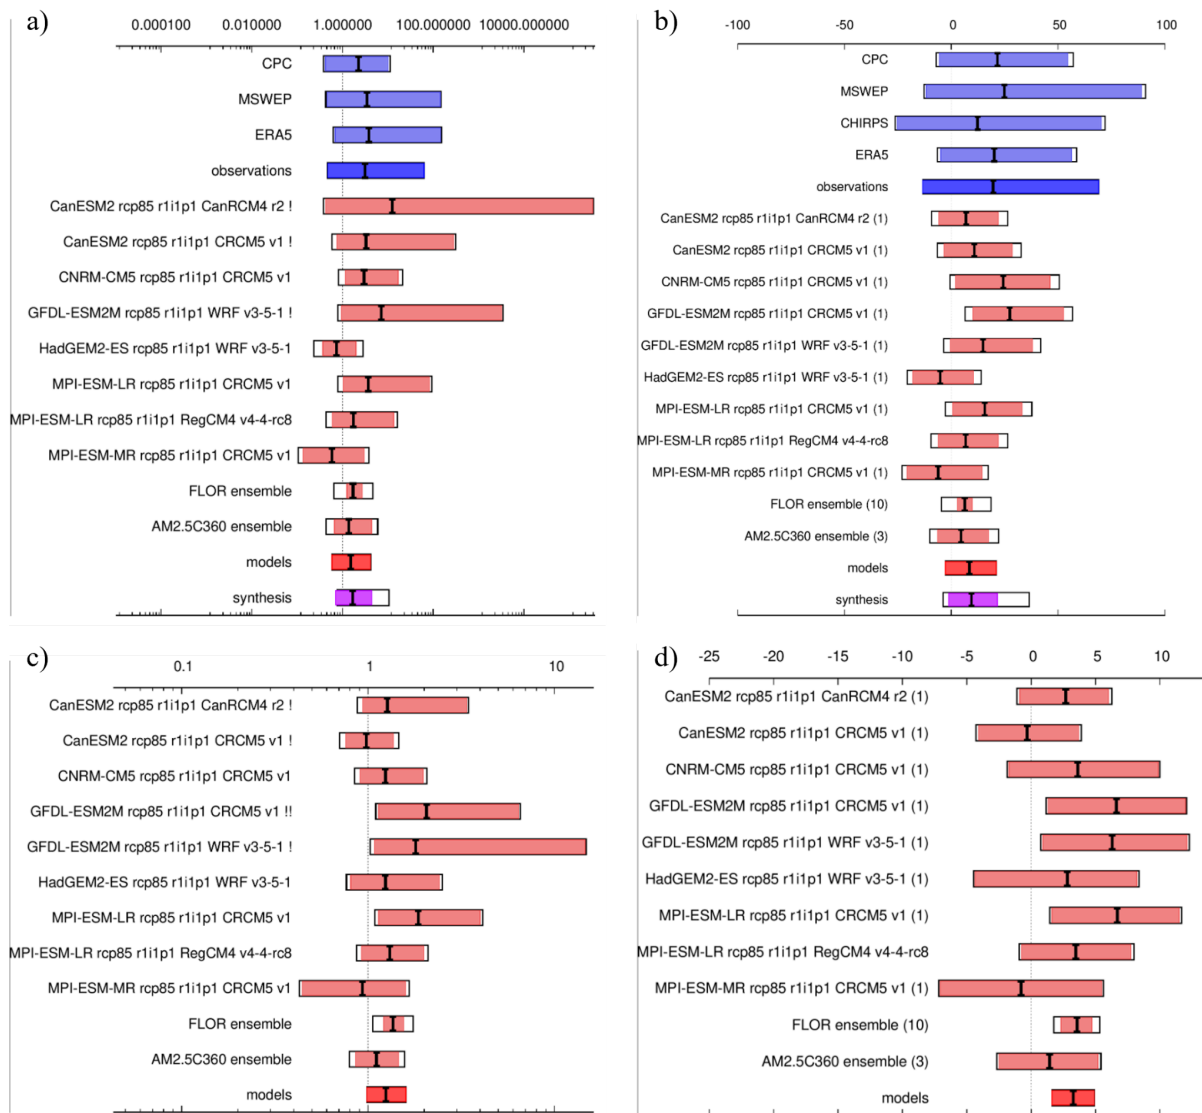 a)
0.000100 0.010000 1.0000000 100.0000000 10000.0000000
CPC
MSWEP
ERA5
observations
CanESM2 rcp85 r1i1p1 CanRCM4 r2 !
CanESM2 rcp85 r1i1p1 CRCM5 v1 !
CNRM-CM5 rcp85 r1i1p1 CRCM5 v1
GFDL-ESM2M rcp85 r1i1p1 WRF v3-5-1 !
HadGEM2-ES rcp85 r1i1p1 WRF v3-5-1
MPI-ESM-LR rcp85 r1i1p1 CRCM5 v1
MPI-ESM-LR rcp85 r1i1p1 RegCM4 v4-4-rc8
MPI-ESM-MR rcp85 r1i1p1 CRCM5 v1
FLOR ensemble
AM2.5C360 ensemble
models
synthesis
b)
-100 -50 0 50 100
CPC
MSWEP
CHIRPS
ERA5
observations
CanESM2 rcp85 r1i1p1 CanRCM4 r2 (1)
CanESM2 rcp85 r1i1p1 CRCM5 v1 (1)
CNRM-CM5 rcp85 r1i1p1 CRCM5 v1 (1)
GFDL-ESM2M rcp85 r1i1p1 CRCM5 v1 (1)
GFDL-ESM2M rcp85 r1i1p1 WRF v3-5-1 (1)
HadGEM2-ES rcp85 r1i1p1 WRF v3-5-1 (1)
MPI-ESM-LR rcp85 r1i1p1 CRCM5 v1 (1)
MPI-ESM-LR rcp85 r1i1p1 RegCM4 v4-4-rc8
MPI-ESM-MR rcp85 r1i1p1 CRCM5 v1 (1)
FLOR ensemble (10)
AM2.5C360 ensemble (3)
models
synthesis
c)
0.1 1 10
CanESM2 rcp85 r1i1p1 CanRCM4 r2 !
CanESM2 rcp85 r1i1p1 CRCM5 v1 !
CNRM-CM5 rcp85 r1i1p1 CRCM5 v1
GFDL-ESM2M rcp85 r1i1p1 CRCM5 v1 !!
GFDL-ESM2M rcp85 r1i1p1 WRF v3-5-1 !
HadGEM2-ES rcp85 r1i1p1 WRF v3-5-1
MPI-ESM-LR rcp85 r1i1p1 CRCM5 v1
MPI-ESM-LR rcp85 r1i1p1 RegCM4 v4-4-rc8
MPI-ESM-MR rcp85 r1i1p1 CRCM5 v1
FLOR ensemble
AM2.5C360 ensemble
models
d)
-25 -20 -15 -10 -5 0 5 10
CanESM2 rcp85 r1i1p1 CanRCM4 r2 (1)
CanESM2 rcp85 r1i1p1 CRCM5 v1 (1)
CNRM-CM5 rcp85 r1i1p1 CRCM5 v1 (1)
GFDL-ESM2M rcp85 r1i1p1 CRCM5 v1 (1)
GFDL-ESM2M rcp85 r1i1p1 WRF v3-5-1 (1)
HadGEM2-ES rcp85 r1i1p1 WRF v3-5-1 (1)
MPI-ESM-LR rcp85 r1i1p1 CRCM5 v1 (1)
MPI-ESM-LR rcp85 r1i1p1 RegCM4 v4-4-rc8
MPI-ESM-MR rcp85 r1i1p1 CRCM5 v1 (1)
FLOR ensemble (10)
AM2.5C360 ensemble (3)
models